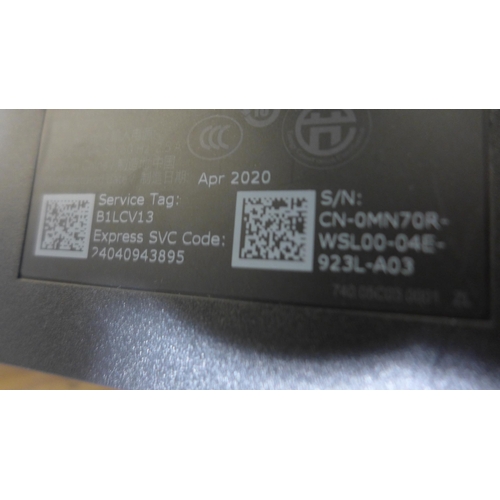 Apr 2020
Service Tag:
B1LCV13
Express SVC Code:
24040943895
S/N:
CN-0MN70R-
WSL00-04E-
923L-A03